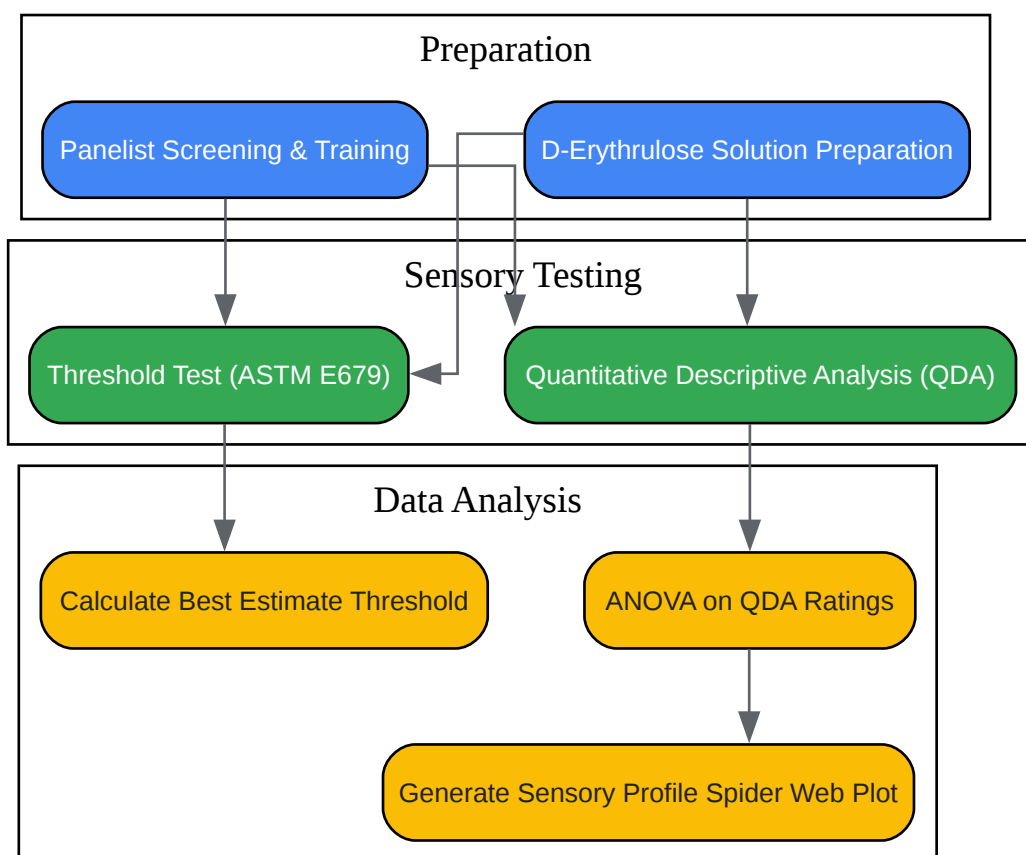 Preparation
Panelist Screening & Training
D-Erythrulose Solution Preparation
Sensory Testing
Threshold Test (ASTM E679)
Quantitative Descriptive Analysis (QDA)
Data Analysis
Calculate Best Estimate Threshold
ANOVA on QDA Ratings
Generate Sensory Profile Spider Web Plot